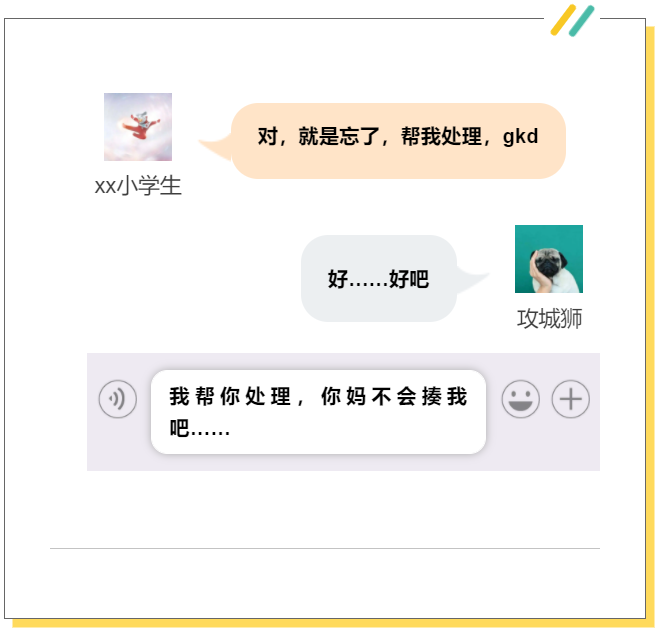 对，就是忘了，帮我处理，gkd
xx小学生
好……好吧
攻城狮
我帮你处理，你妈不会揍我
吧……